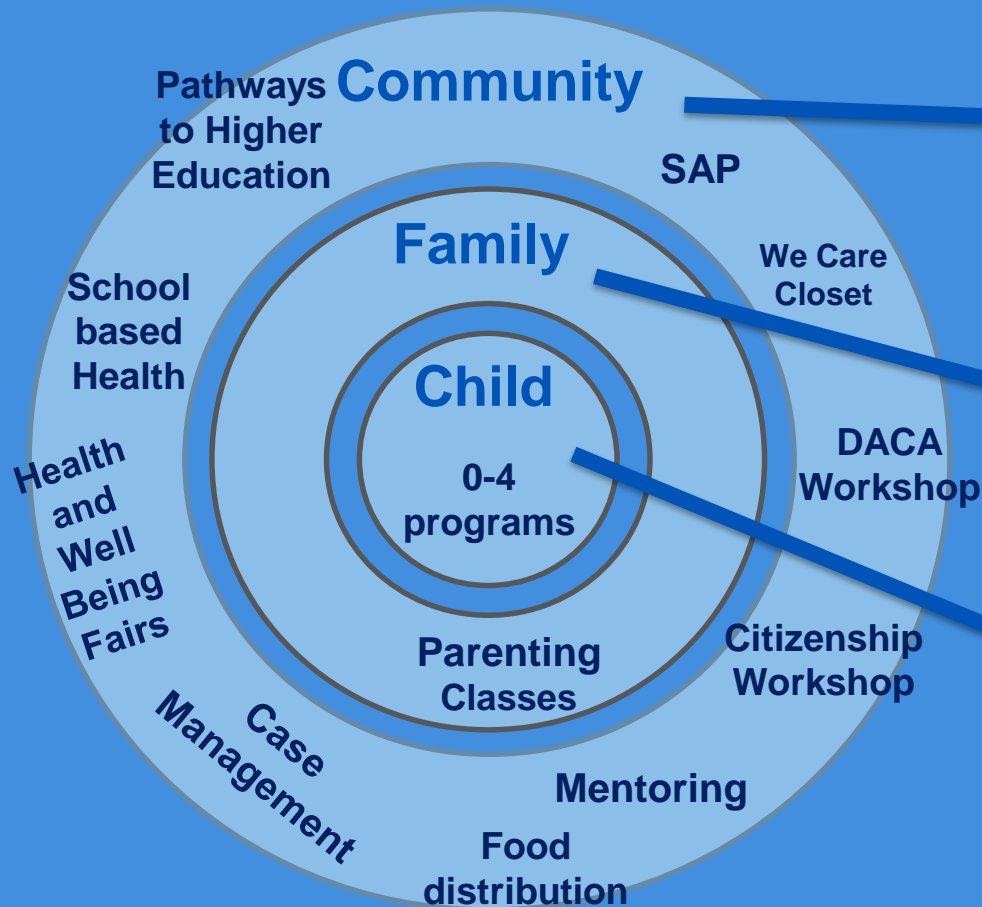 Community
Pathways
to Higher
Education
SAP
We Care
Closet
School
based
Health
Family
Child
0-4
programs
DACA
Workshop
Health
and
Well
Being
Fairs
Parenting
Classes
Citizenship
Workshop
Case
Management
Mentoring
Food
distribution